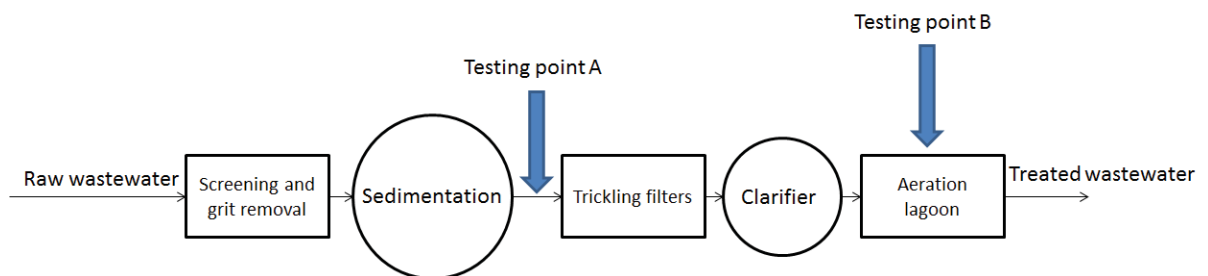 Testing point B
Testing point A
Raw wastewater
Screening and
grit removal
Sedimentation
Trickling filters
Clarifier
Aeration
lagoon
Treated wastewater